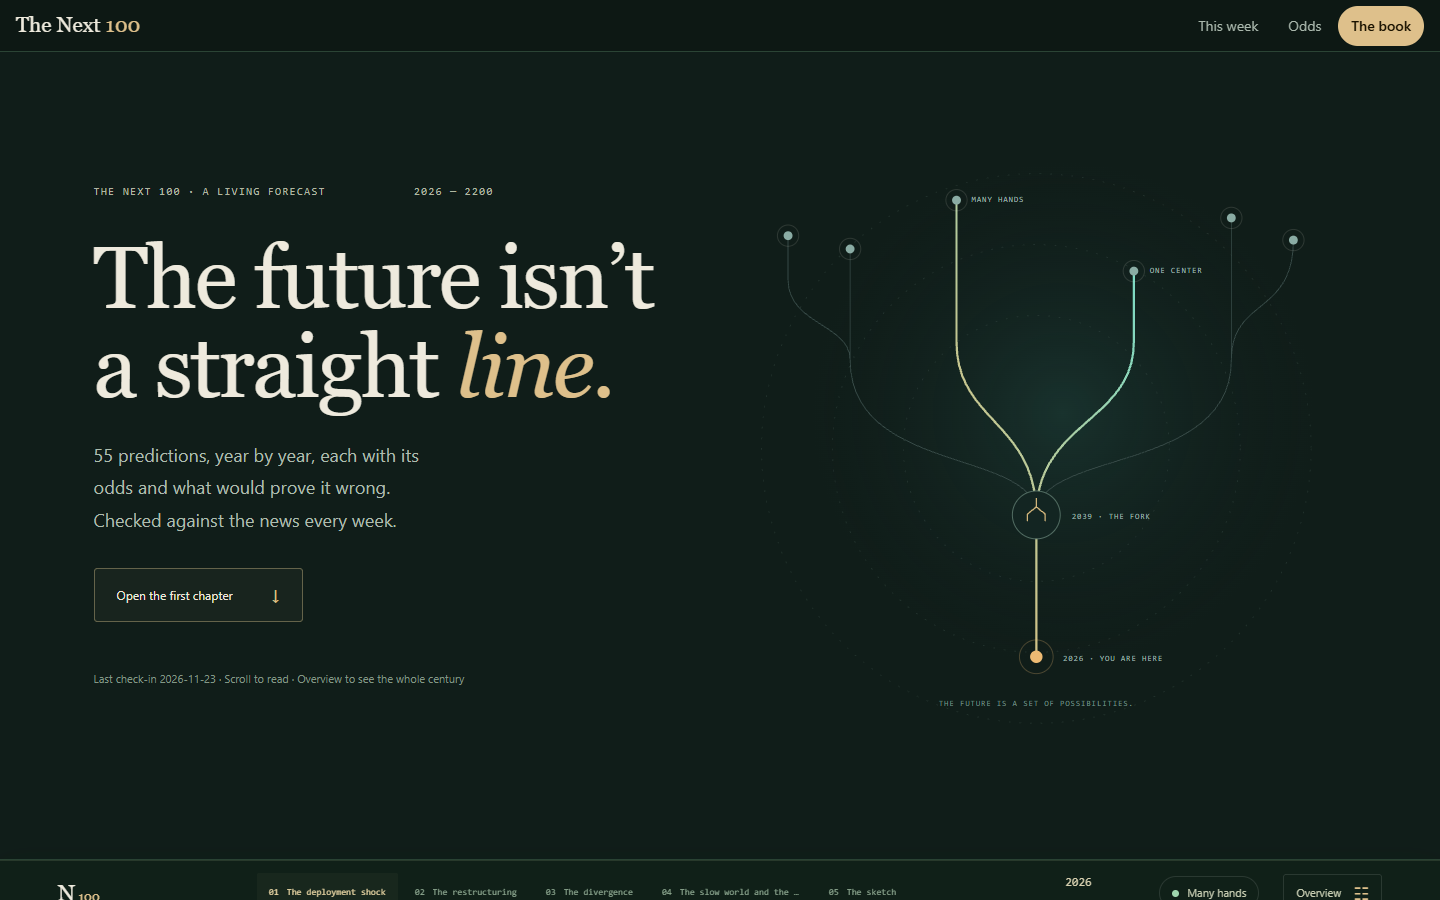 The Next 100
This week
Odds
The book
THE NEXT 100 · A LIVING FORECAST
2026 — 2200
The future isn’t
a straight line.
55 predictions, year by year, each with its
odds and what would prove it wrong.
Checked against the news every week.
Open the first chapter ↓
Last check-in 2026-11-23 · Scroll to read · Overview to see the whole century
MANY HANDS
ONE CENTER
2039 · THE FORK
2026 · YOU ARE HERE
THE FUTURE IS A SET OF POSSIBILITIES.
N 100
01 The deployment shock
02 The restructuring
03 The divergence
04 The slow world and the …
05 The sketch
2026
Many hands
Overview